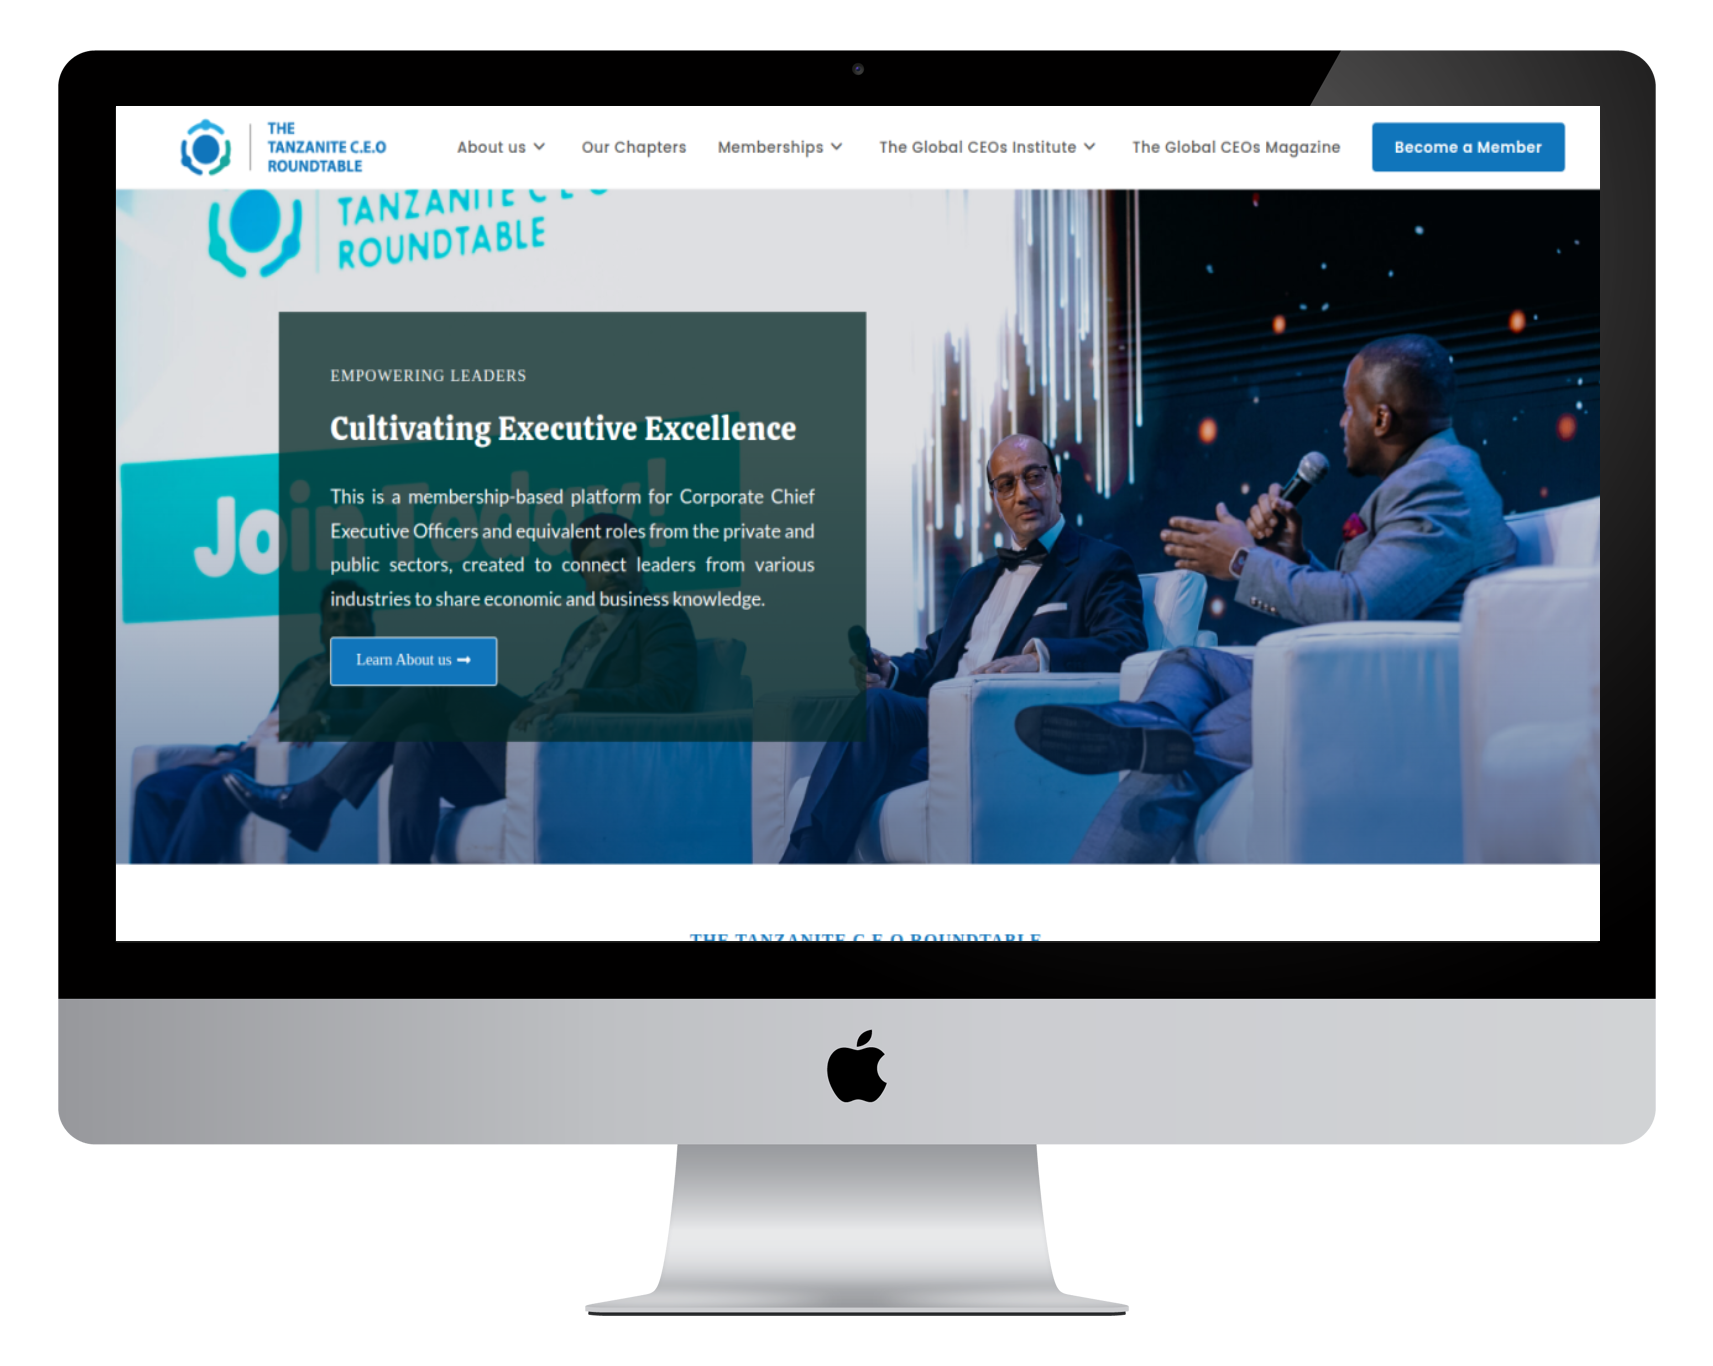 THE
TANZANITE C.E.O
ROUNDTABLE
About us
Our Chapters
Memberships
The Global CEOs Institute
The Global CEOs Magazine
Become a Member
TANZANITE C E O
ROUNDTABLE
Join Today!
EMPOWERING LEADERS
Cultivating Executive Excellence
This is a membership-based platform for Corporate Chief
Executive Officers and equivalent roles from the private and
public sectors, created to connect leaders from various
industries to share economic and business knowledge.
Learn About us
THE TANZANITE C.E.O ROUNDTABLE